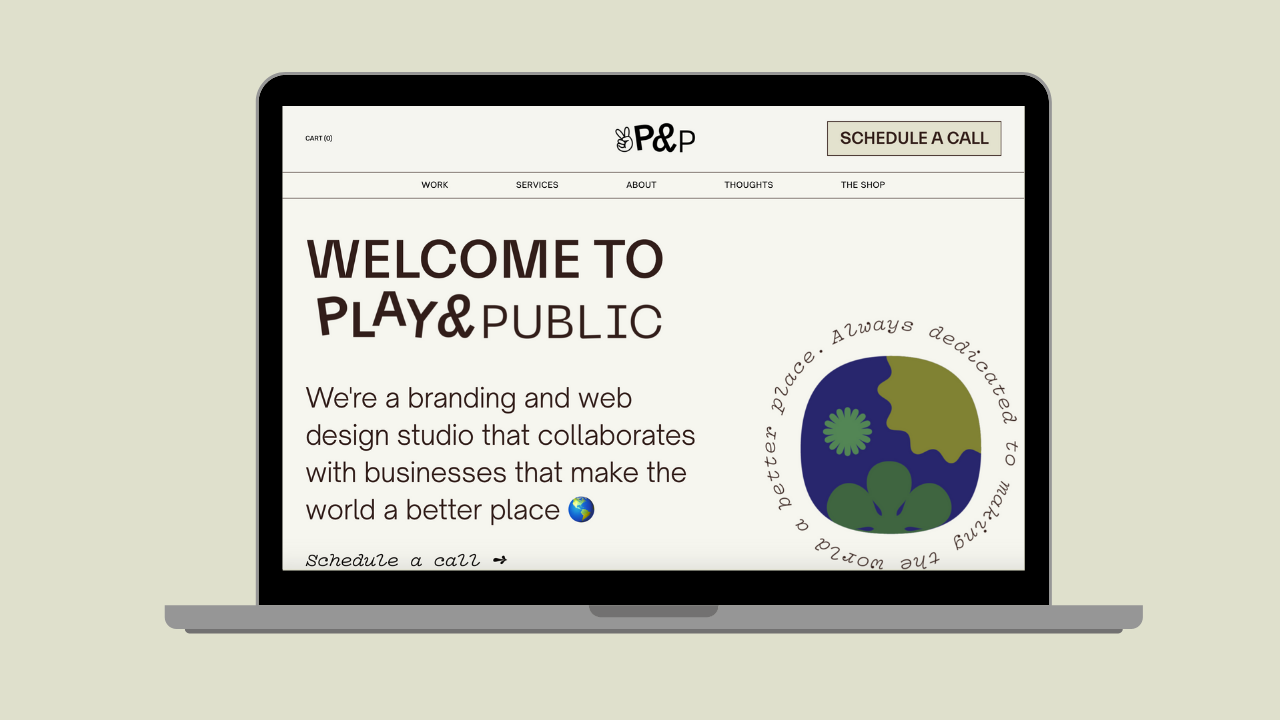 CART (0)
P&P
SCHEDULE A CALL
WORK SERVICES ABOUT THOUGHTS THE SHOP
WELCOME TO
PLAY&PUBLIC
We're a branding and web
design studio that collaborates
with businesses that make the
world a better place 🌎
Schedule a call ➺
Always dedicated to making the world a better place.